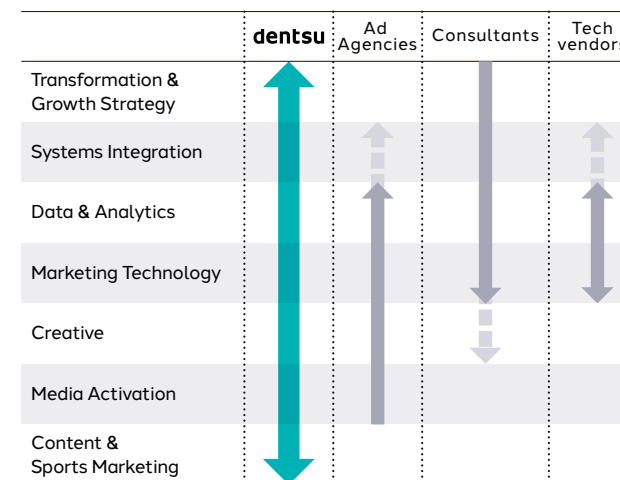 dentsu
Ad
Agencies
Consultants
Tech
vendors
Transformation &
Growth Strategy
Systems Integration
Data & Analytics
Marketing Technology
Creative
Media Activation
Content &
Sports Marketing